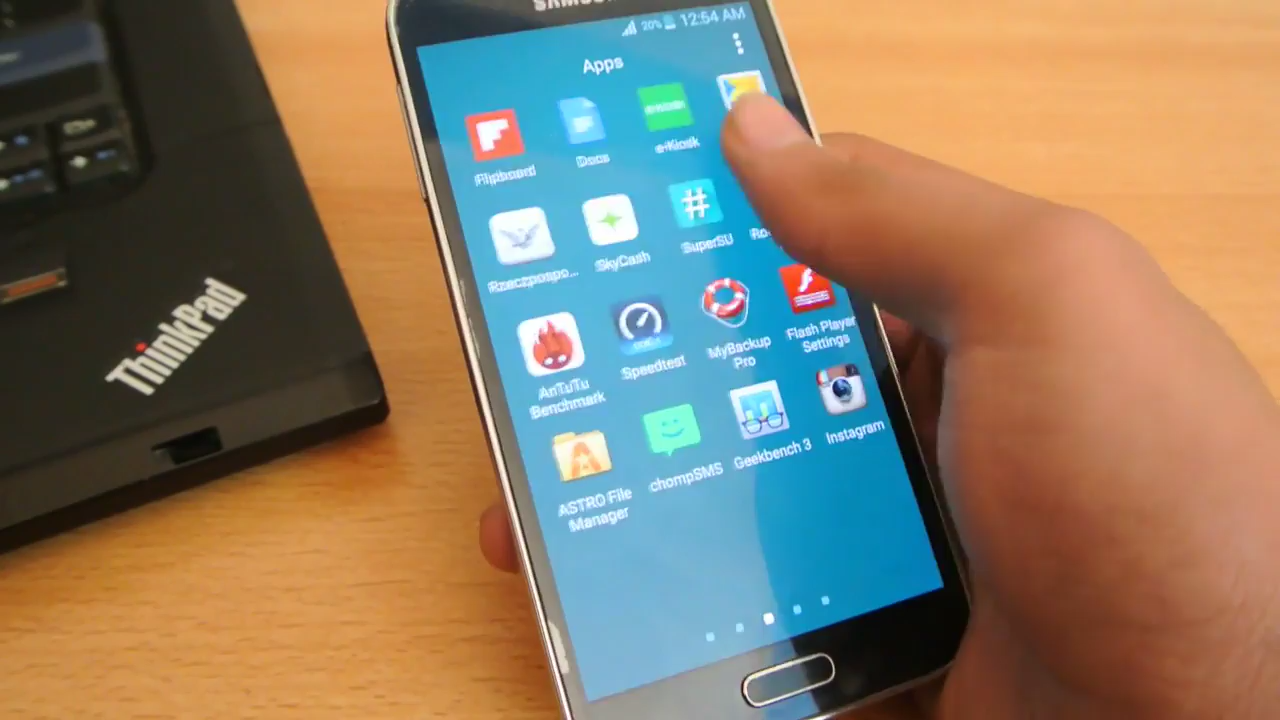 SAMSUNG
20% 12:54 AM
Apps
Flipboard
Docs
e-Kiosk
Rzeczpospo...
SkyCash
SuperSU
Ro
AnTuTu
Benchmark
Speedtest
MyBackup
Pro
Flash Player
Settings
ASTRO File
Manager
chompSMS
Geekbench 3
Instagram
ThinkPad